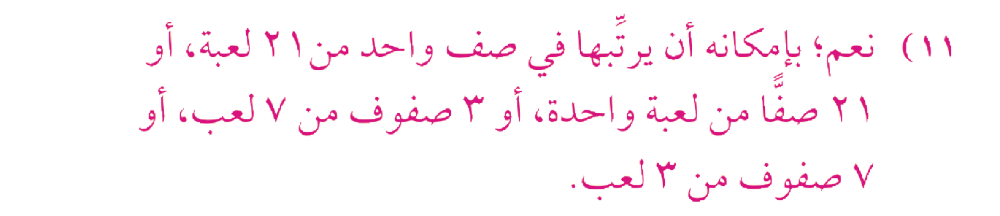 ١١) نعم؛ بإمكانه أن يرتِّبها في صف واحد من ٢١ لعبة، أو
٢١ صفًّا من لعبة واحدة، أو ٣ صفوف من ٧ لعب، أو
٧ صفوف من ٣ لعب.